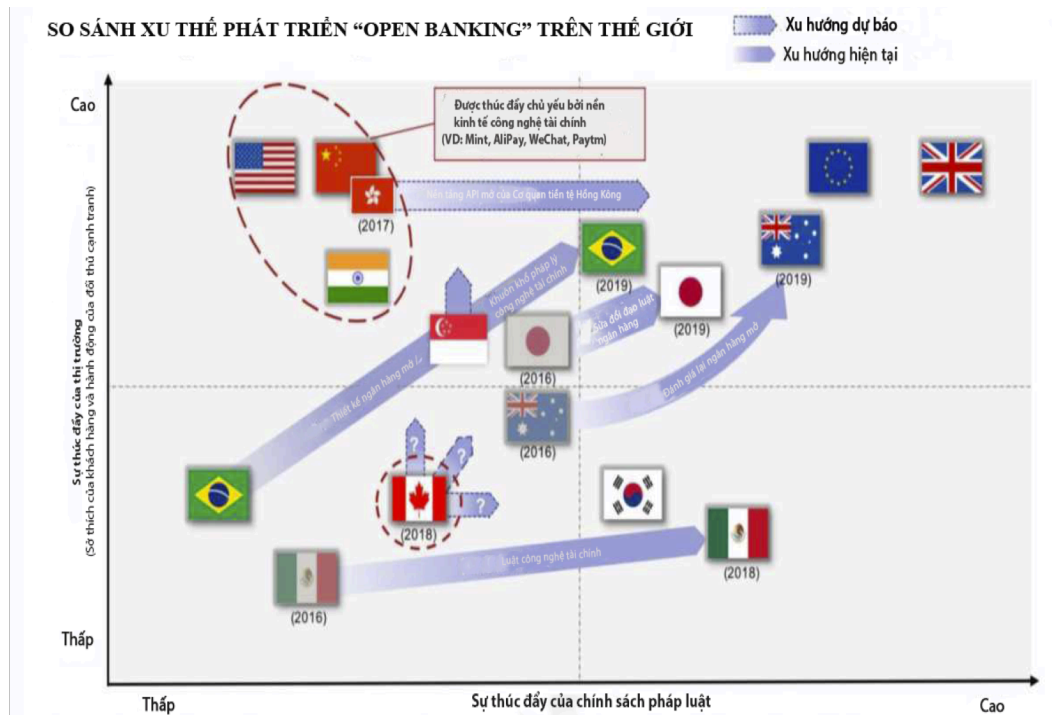 SO SÁNH XU THẾ PHÁT TRIỂN “OPEN BANKING” TRÊN THẾ GIỚI
Xu hướng dự báo
Xu hướng hiện tại
Cao
Được thúc đẩy chủ yếu bởi nền
kinh tế công nghệ tài chính
(VD: Mint, AliPay, WeChat, Paytm)
Nền tảng API mở của Cơ quan tiền tệ Hồng Kông
(2017)
Khuôn khổ pháp lý
công nghệ tài chính
(2019)
(2019)
Sửa đổi đạo luật
ngân hàng
(2019)
(2016)
Thiết kế ngân hàng mở
Đánh giá lại ngân hàng mở
(2016)
?
?
?
(2018)
Luật công nghệ tài chính
(2018)
(2016)
Sự thúc đẩy của thị trường
(Sở thích của khách hàng và hành động của đối thủ cạnh tranh)
Thấp
Thấp
Sự thúc đẩy của chính sách pháp luật
Cao